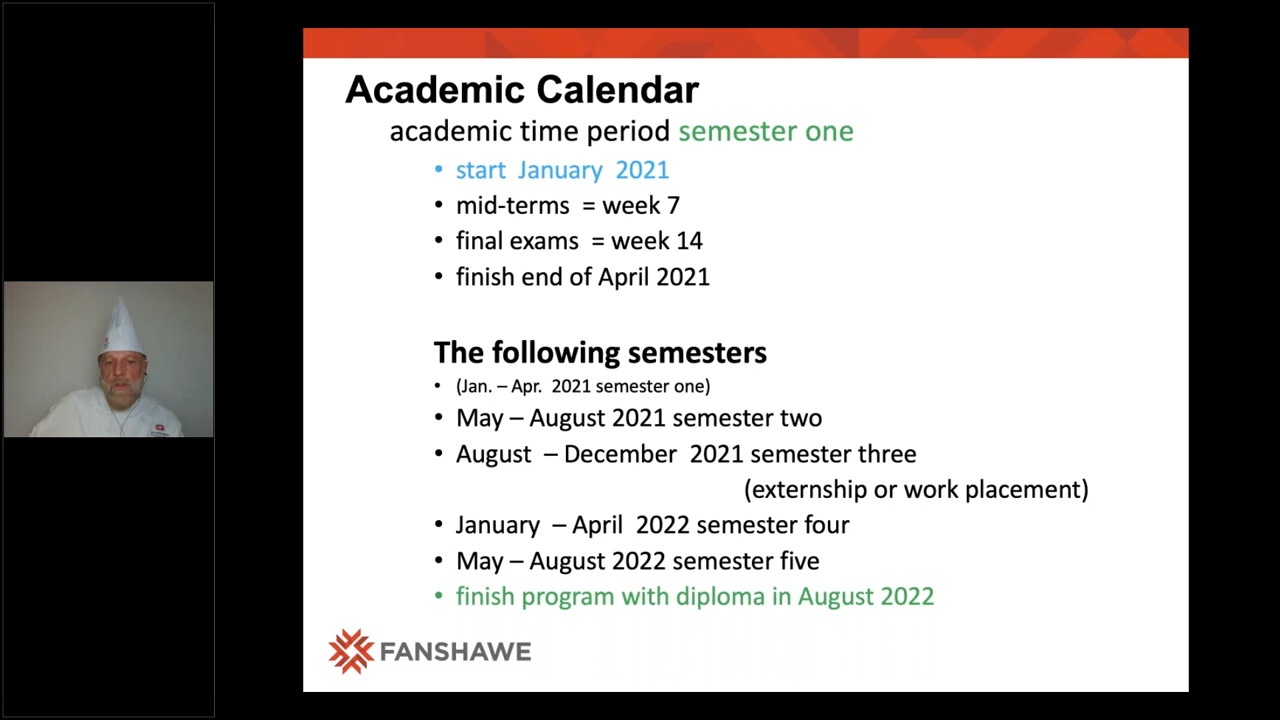 Academic Calendar
academic time period semester one
• start January 2021
• mid-terms = week 7
• final exams = week 14
• finish end of April 2021
The following semesters
• (Jan. – Apr. 2021 semester one)
• May – August 2021 semester two
• August – December 2021 semester three
(externship or work placement)
• January – April 2022 semester four
• May – August 2022 semester five
• finish program with diploma in August 2022
FANSHAWE